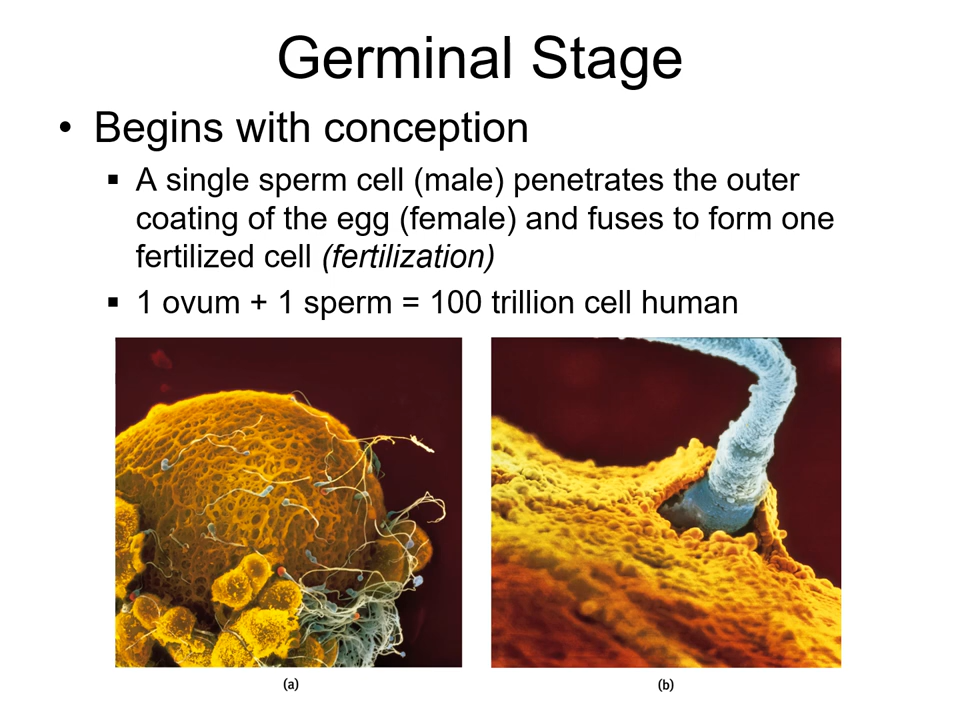 Germinal Stage
• Begins with conception
▪ A single sperm cell (male) penetrates the outer
coating of the egg (female) and fuses to form one
fertilized cell (fertilization)
▪ 1 ovum + 1 sperm = 100 trillion cell human
(a)
(b)